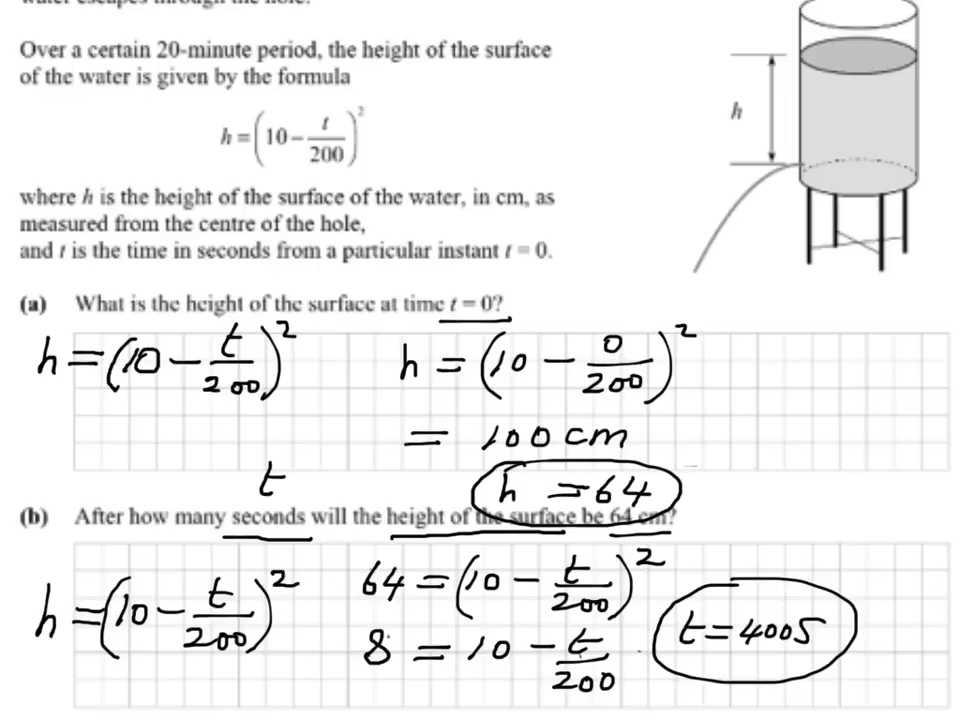 water escapes through the hole.
Over a certain 20-minute period, the height of the surface
of the water is given by the formula
h = (10 - t/200)²
where h is the height of the surface of the water, in cm, as
measured from the centre of the hole,
and t is the time in seconds from a particular instant t = 0.
h
(a) What is the height of the surface at time t = 0?
h = (10 - t/200)² h = (10 - 0/200)²
= 100 cm
t h = 64
(b) After how many seconds will the height of the surface be 64 cm?
h = (10 - t/200)² 64 = (10 - t/200)²
8 = 10 - t/200 t = 400s